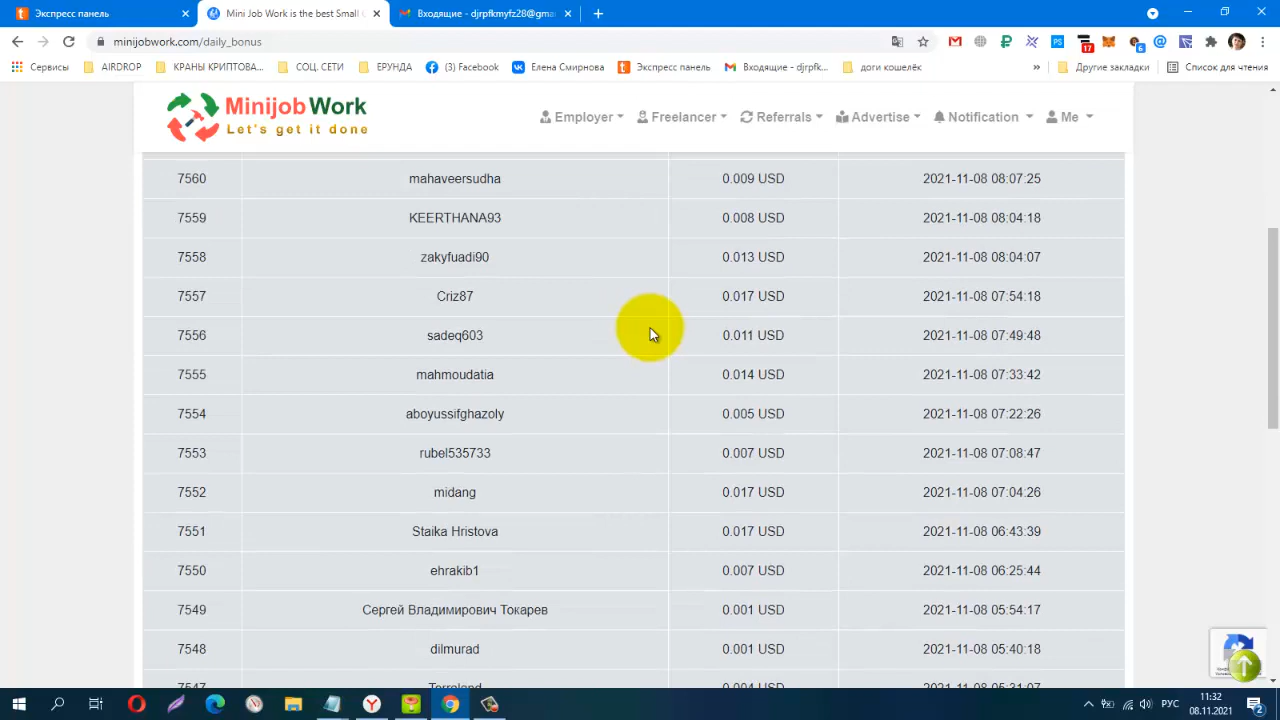 Экспресс панель
Mini Job Work is the best Small
Входящие - djrpfkmyfz28@gma
minijobwork.com/daily_bonus
Сервисы
AIRDROP
КРАНЫ КРИПТОВА...
СОЦ. СЕТИ
ЕРУНДА
(3) Facebook
Елена Смирнова
Экспресс панель
Входящие - djrpfk...
доги кошелёк
»
Другие закладки
Список для чтения
Minijob Work
Let's get it done
Employer
Freelancer
Referrals
Advertise
Notification
Me
7560 mahaveersudha 0.009 USD 2021-11-08 08:07:25
7559 KEERTHANA93 0.008 USD 2021-11-08 08:04:18
7558 zakyfuadi90 0.013 USD 2021-11-08 08:04:07
7557 Criz87 0.017 USD 2021-11-08 07:54:18
7556 sadeq603 0.011 USD 2021-11-08 07:49:48
7555 mahmoudatia 0.014 USD 2021-11-08 07:33:42
7554 aboyussifghazoly 0.005 USD 2021-11-08 07:22:26
7553 rubel535733 0.007 USD 2021-11-08 07:08:47
7552 midang 0.017 USD 2021-11-08 07:04:26
7551 Staika Hristova 0.017 USD 2021-11-08 06:43:39
7550 ehrakib1 0.007 USD 2021-11-08 06:25:44
7549 Сергей Владимирович Токарев 0.001 USD 2021-11-08 05:54:17
7548 dilmurad 0.001 USD 2021-11-08 05:40:18
РУС
11:32
08.11.2021